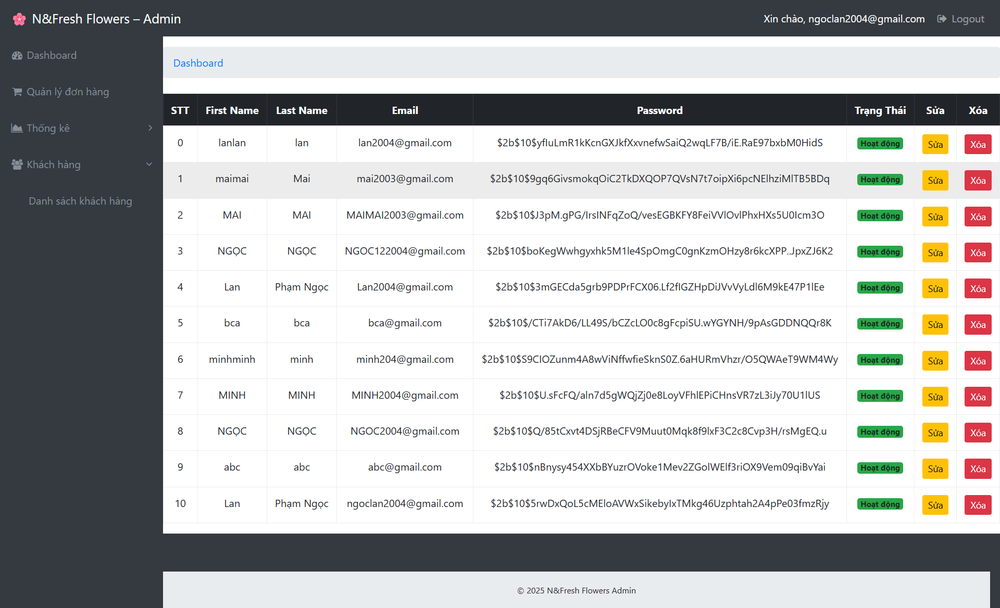 N&Fresh Flowers – Admin
Xin chào, ngoclan2004@gmail.com Logout
Dashboard
Quản lý đơn hàng
Thống kê
Khách hàng
Danh sách khách hàng
Dashboard
STT First Name Last Name Email Password Trạng Thái Sửa Xóa
0 lanlan lan lan2004@gmail.com $2b$10$yfIuLmR1kKcnGXJkfXxvnefwSaiQ2wqLF7B/iE.RaE97bxbM0HidS Hoạt động Sửa Xóa
1 maimai Mai mai2003@gmail.com $2b$10$9gq6GivsmokqOiC2TkDXQOP7QVsN7t7oipXi6pcNElhziMlTB5BDq Hoạt động Sửa Xóa
2 MAI MAI MAIMAI2003@gmail.com $2b$10$J3pM.gPG/IrsINFqZoQ/vesEGBKFY8FeiVVlOvlPhxHXs5U0Icm3O Hoạt động Sửa Xóa
3 NGỌC NGỌC NGOC122004@gmail.com $2b$10$boKegWwhgyxhk5M1le4SpOmgC0gnKzmOHzy8r6kcXPP..JpxZJ6K2 Hoạt động Sửa Xóa
4 Lan Phạm Ngọc Lan2004@gmail.com $2b$10$3mGECda5grb9PDPrFCX06.Lf2fIGZHpDiJVvVyLdl6M9kE47P1lEe Hoạt động Sửa Xóa
5 bca bca bca@gmail.com $2b$10$/CTi7AkD6/LL49S/bCZcLO0c8gFcpiSU.wYGYNH/9pAsGDDNQQr8K Hoạt động Sửa Xóa
6 minhminh minh minh204@gmail.com $2b$10$S9CIOZunm4A8wViNffwfieSknS0Z.6aHURmVhzr/O5QWAeT9WM4Wy Hoạt động Sửa Xóa
7 MINH MINH MINH2004@gmail.com $2b$10$U.sFcFQ/aln7d5gWQjZj0e8LoyVFhlEPiCHnsVR7zL3iJy70U1lUS Hoạt động Sửa Xóa
8 NGỌC NGỌC NGOC2004@gmail.com $2b$10$Q/85tCxvt4DSjRBeCFV9Muut0Mqk8f9lxF3C2c8Cvp3H/rsMgEQ.u Hoạt động Sửa Xóa
9 abc abc abc@gmail.com $2b$10$nBnysy454XXbBYuzrOVoke1Mev2ZGolWElf3riOX9Vem09qiBvYai Hoạt động Sửa Xóa
10 Lan Phạm Ngọc ngoclan2004@gmail.com $2b$10$5rwDxQoL5cMEloAVWxSikebyIxTMkg46Uzphtah2A4pPe03fmzRjy Hoạt động Sửa Xóa
© 2025 N&Fresh Flowers Admin